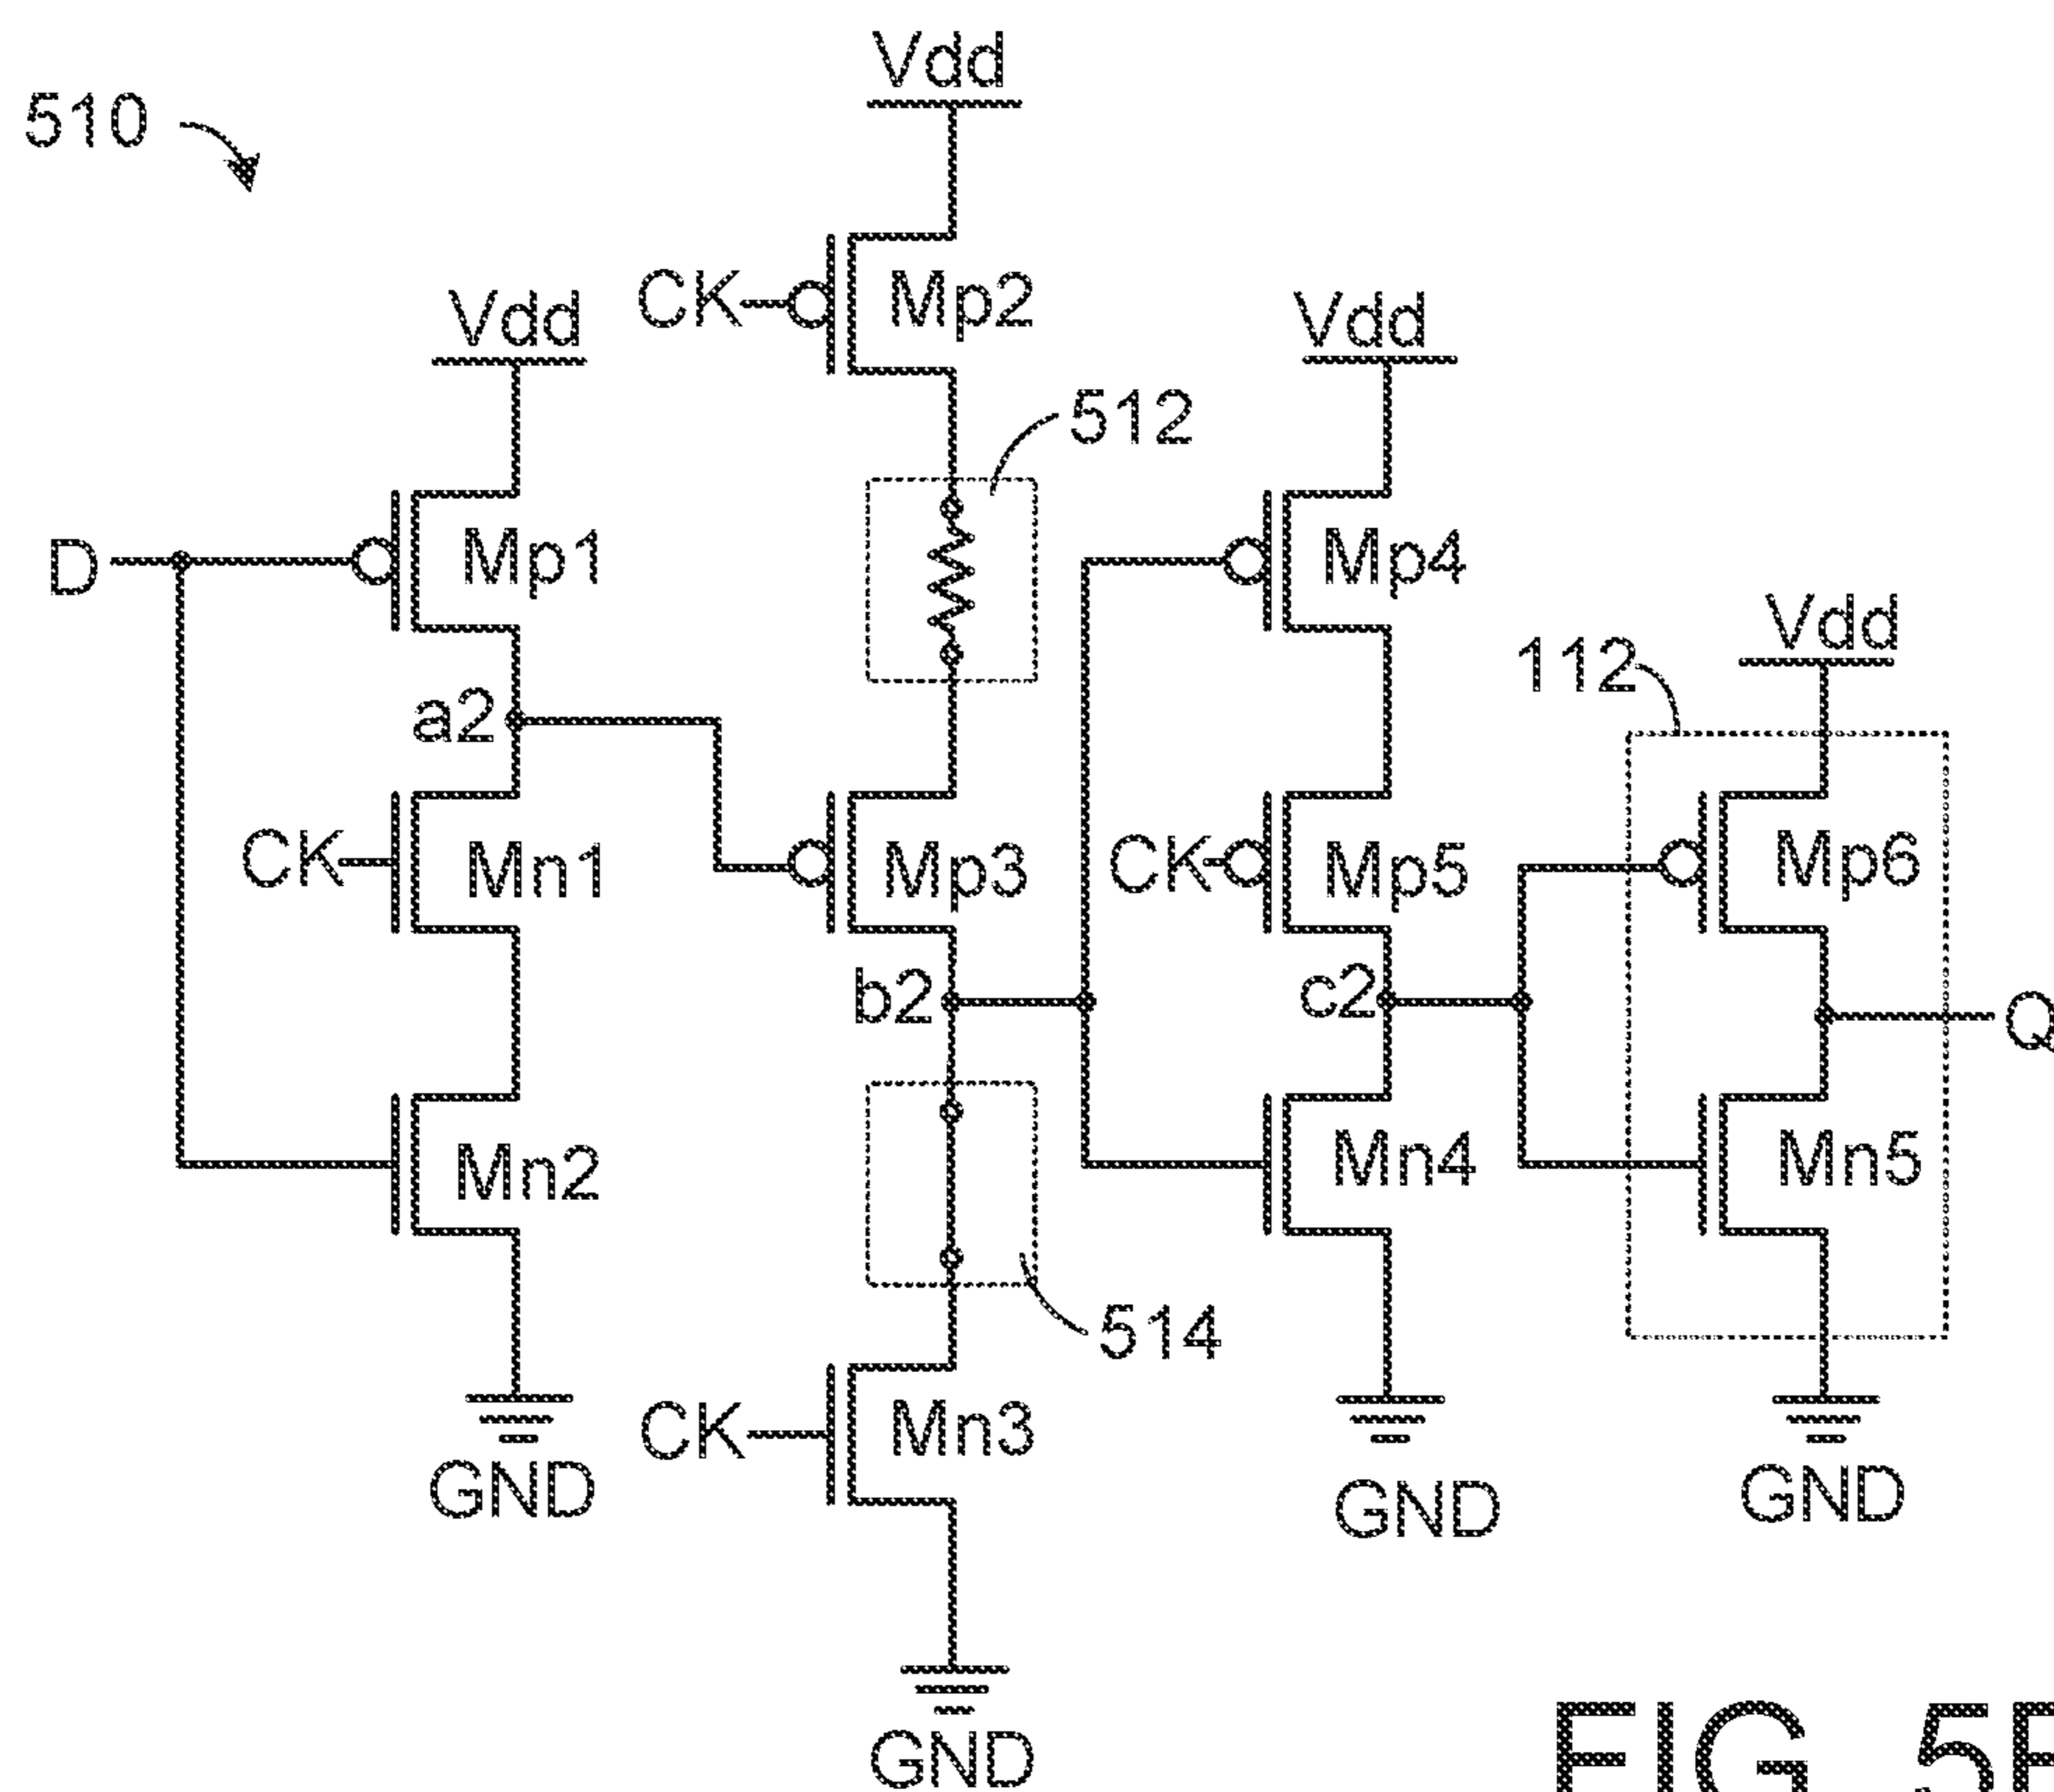 Vdd
510
CK
Mp2
Vdd
Vdd
512
D
Mp1
Mp4
Vdd
112
a2
CK
Mn1
Mp3
CK
Mp5
Mp6
b2
c2
Q
Mn2
Mn4
Mn5
514
CK
Mn3
GND
GND
GND
GND